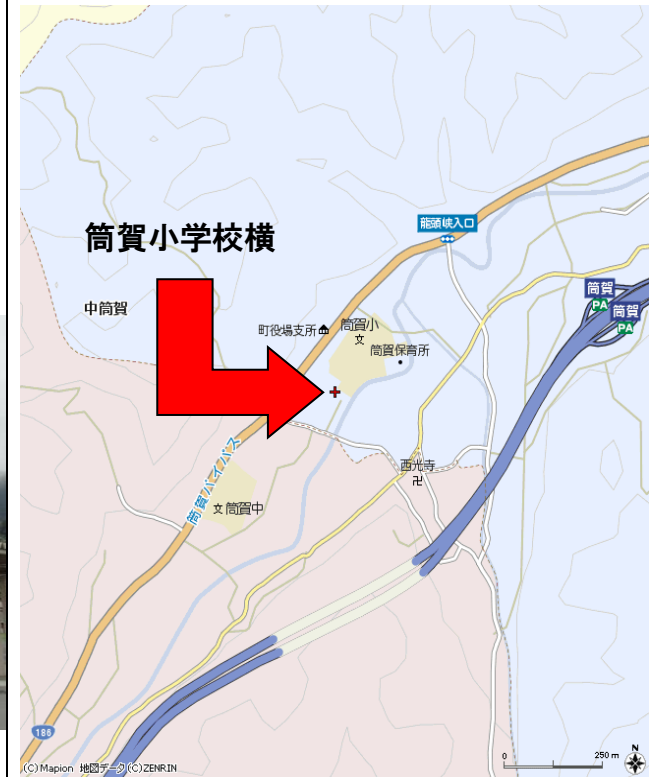 龍頭峡入口
筒賀小学校横
筒賀
PA
筒賀
PA
中筒賀
町役場支所
筒賀小
文
筒賀保育所
西光寺
卍
筒賀バイパス
文 筒賀中
186
N
0 250 m
(C)Mapion 地図データ(C)ZENRIN